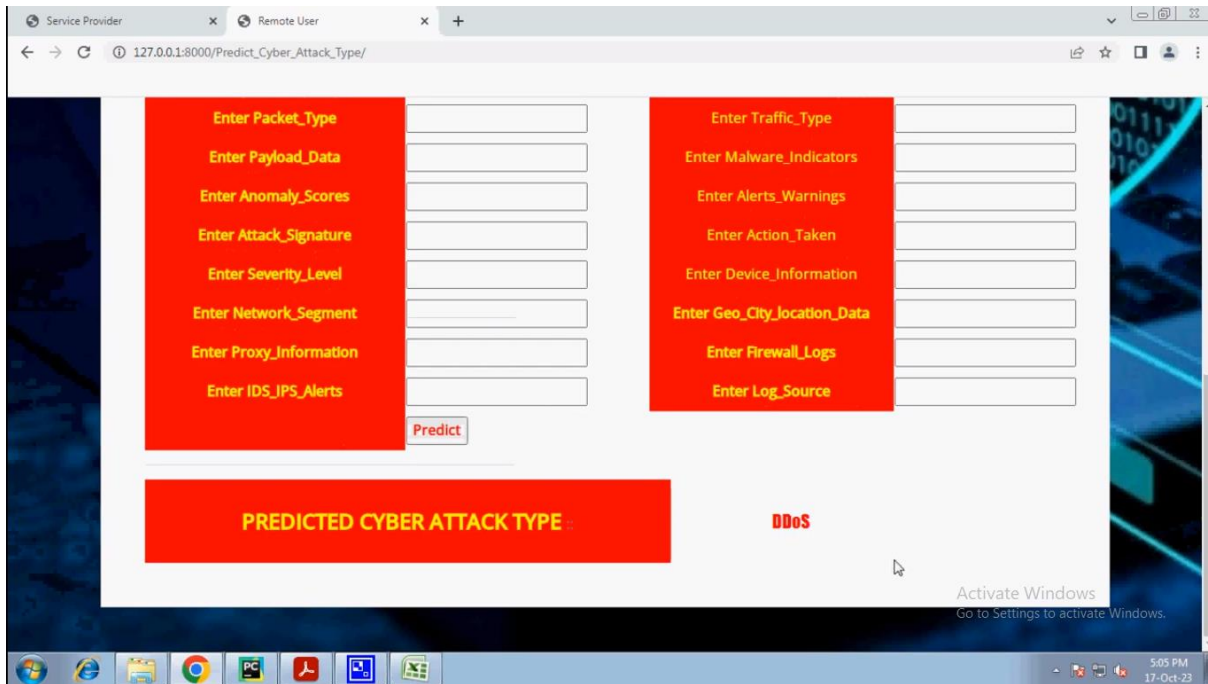 Service Provider
Remote User
127.0.0.1:8000/Predict_Cyber_Attack_Type/
Enter Packet_Type
Enter Traffic_Type
Enter Payload_Data
Enter Malware_Indicators
Enter Anomaly_Scores
Enter Alerts_Warnings
Enter Attack_Signature
Enter Action_Taken
Enter Severity_Level
Enter Device_Information
Enter Network_Segment
Enter Geo_City_location_Data
Enter Proxy_Information
Enter Firewall_Logs
Enter IDS_IPS_Alerts
Enter Log_Source
Predict
PREDICTED CYBER ATTACK TYPE ::
DDoS
Activate Windows
Go to Settings to activate Windows.
PC
5:05 PM
17-Oct-23